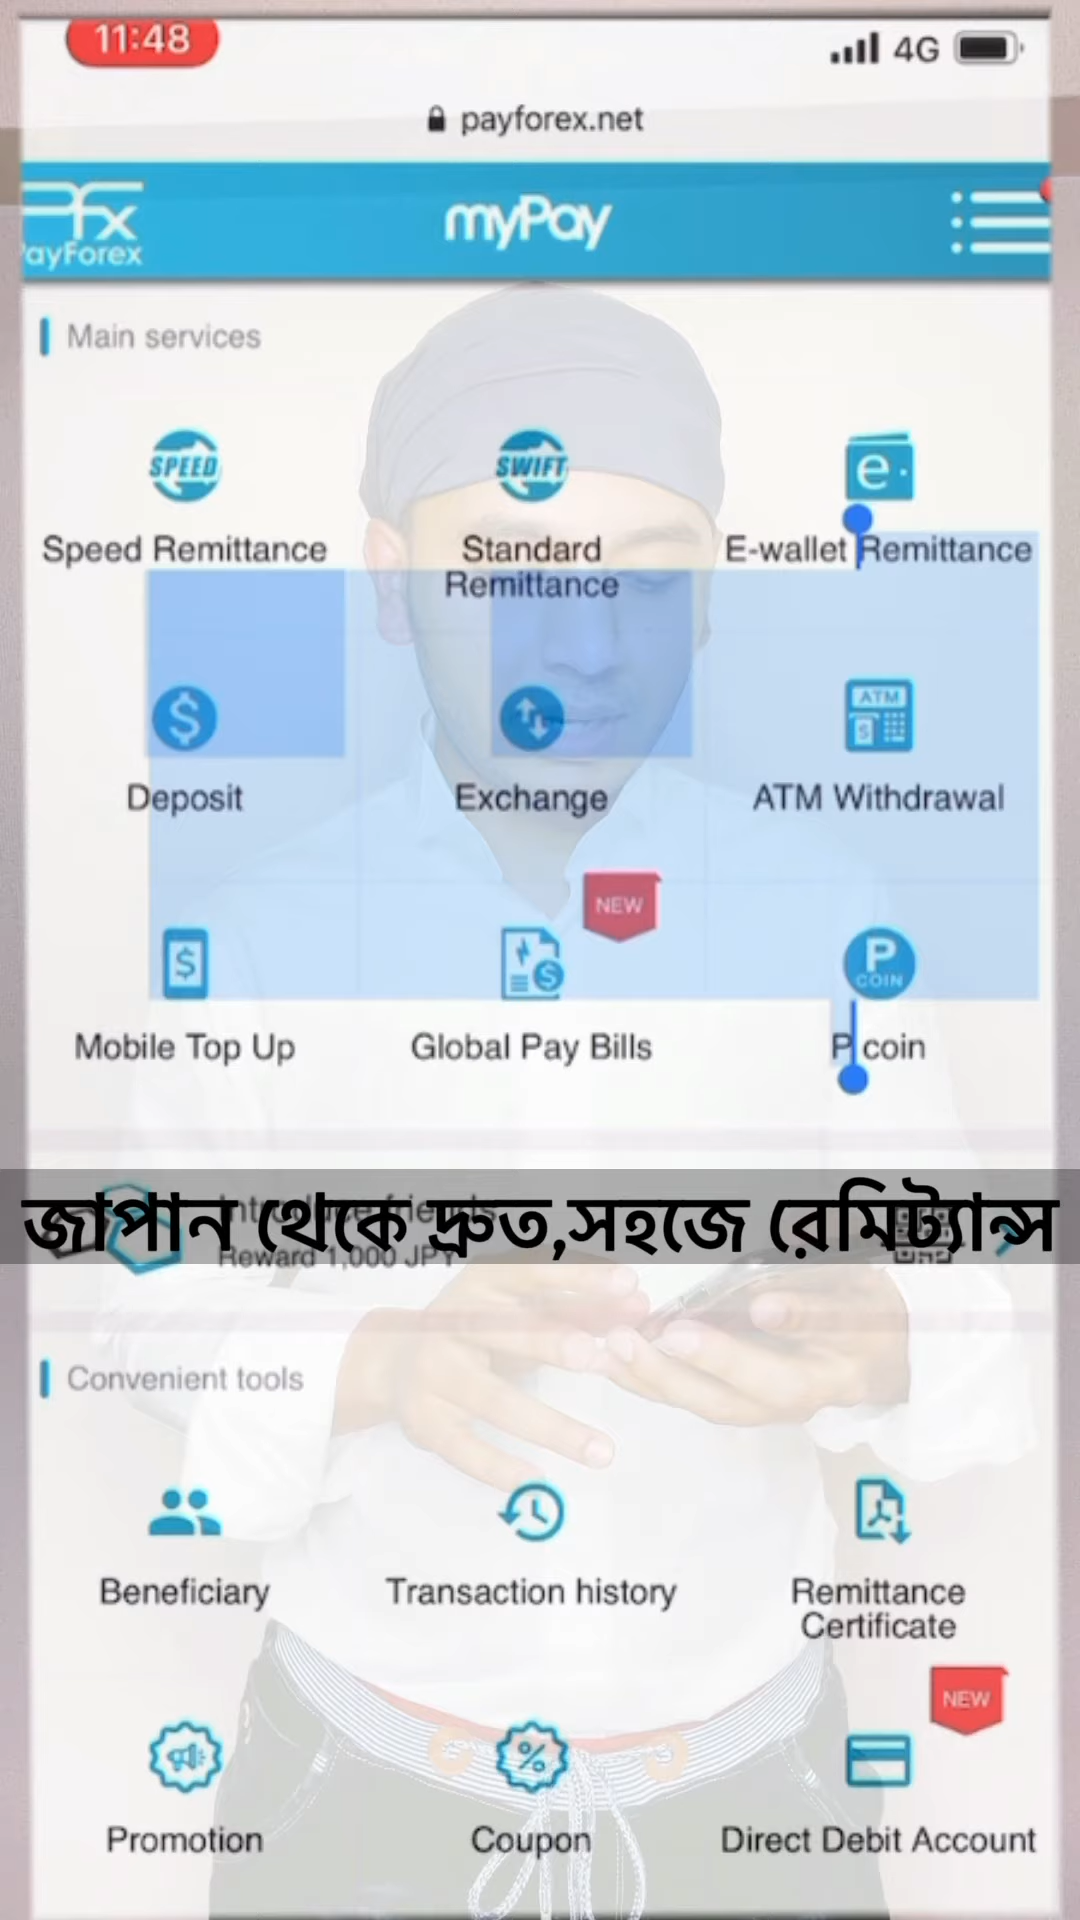 11:48
4G
payforex.net
PayForex
myPay
Main services
SPEED
SWIFT
e
Speed Remittance
Standard
Remittance
E-wallet Remittance
$
ATM
$
Deposit
Exchange
ATM Withdrawal
NEW
$
$
P
COIN
Mobile Top Up
Global Pay Bills
P coin
জাপান থেকে দ্রুত,সহজে রেমিট্যান্স
Introduce friends
Reward 1,000 JPY
Convenient tools
Beneficiary
Transaction history
Remittance
Certificate
NEW
%
Promotion
Coupon
Direct Debit Account